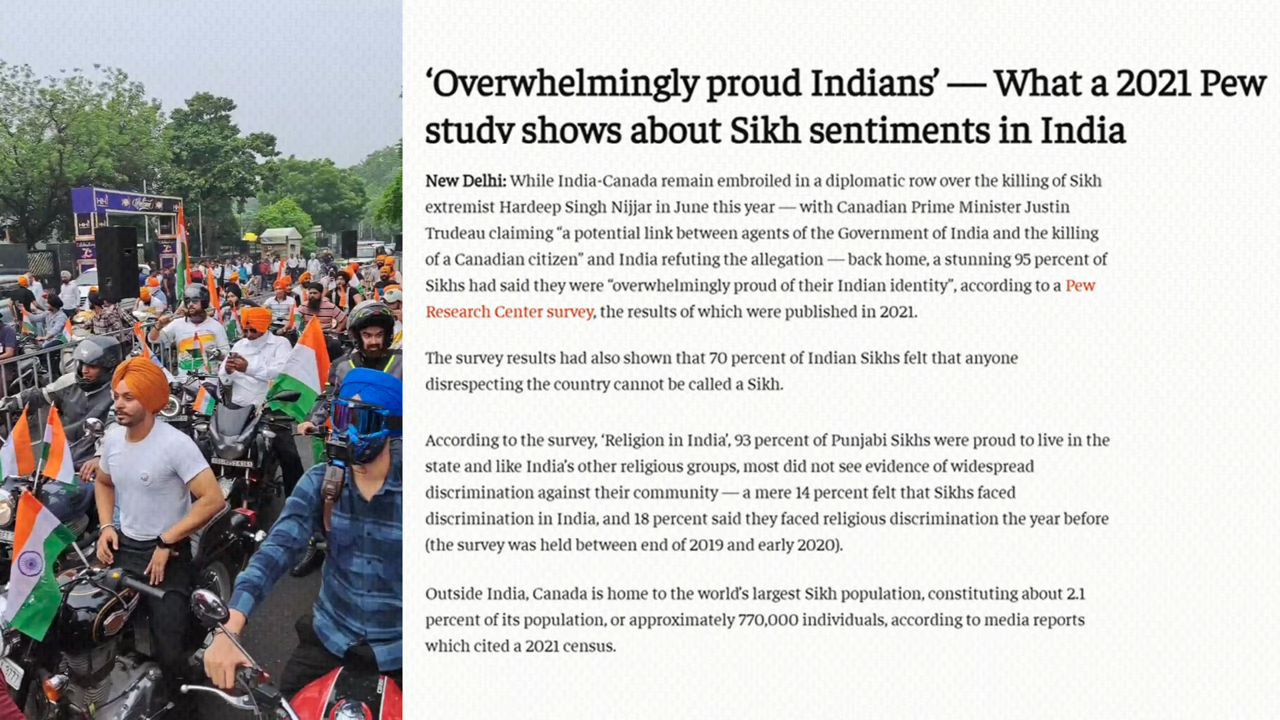 ‘Overwhelmingly proud Indians’ — What a 2021 Pew
study shows about Sikh sentiments in India
New Delhi: While India-Canada remain embroiled in a diplomatic row over the killing of Sikh
extremist Hardeep Singh Nijjar in June this year — with Canadian Prime Minister Justin
Trudeau claiming “a potential link between agents of the Government of India and the killing
of a Canadian citizen” and India refuting the allegation — back home, a stunning 95 percent of
Sikhs had said they were “overwhelmingly proud of their Indian identity”, according to a Pew
Research Center survey, the results of which were published in 2021.
The survey results had also shown that 70 percent of Indian Sikhs felt that anyone
disrespecting the country cannot be called a Sikh.
According to the survey, ‘Religion in India’, 93 percent of Punjabi Sikhs were proud to live in the
state and like India’s other religious groups, most did not see evidence of widespread
discrimination against their community — a mere 14 percent felt that Sikhs faced
discrimination in India, and 18 percent said they faced religious discrimination the year before
(the survey was held between end of 2019 and early 2020).
Outside India, Canada is home to the world’s largest Sikh population, constituting about 2.1
percent of its population, or approximately 770,000 individuals, according to media reports
which cited a 2021 census.